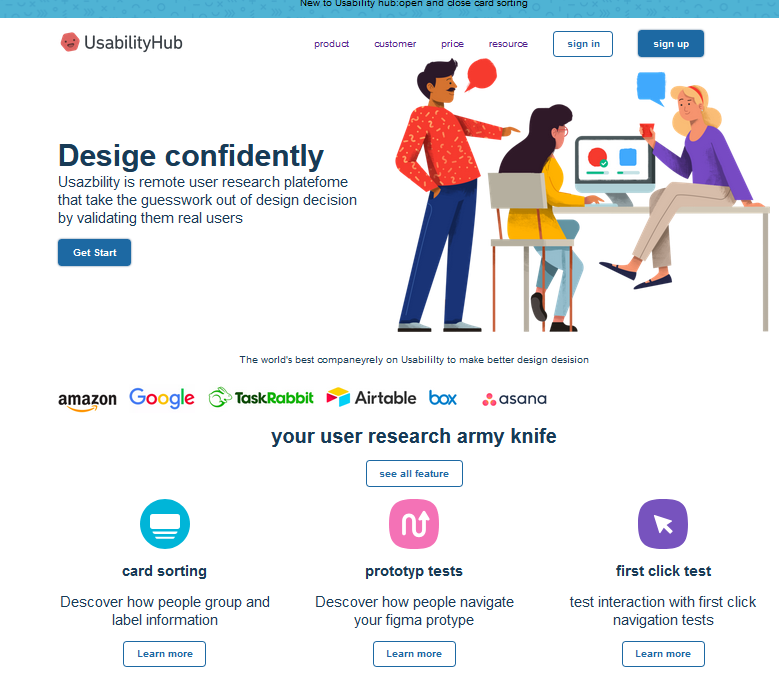 New to Usability hub:open and close card sorting
UsabilityHub
product customer price resource sign in sign up
Desige confidently
Usazbility is remote user research platefome
that take the guesswork out of design decision
by validating them real users
Get Start
The world's best companeyrely on Usabililty to make better design desision
amazon Google TaskRabbit Airtable box asana
your user research army knife
see all feature
card sorting prototyp tests first click test
Descover how people group and Descover how people navigate test interaction with first click
label information your figma protype navigation tests
Learn more Learn more Learn more